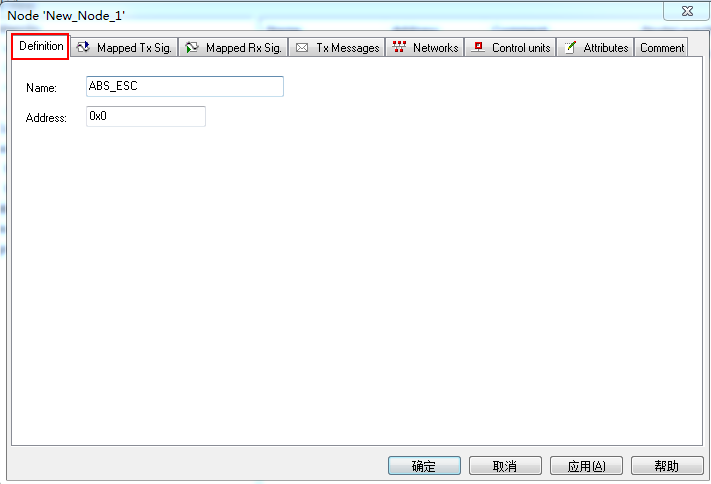 Node 'New_Node_1'
Definition Mapped Tx Sig. Mapped Rx Sig. Tx Messages Networks Control units Attributes Comment
Name: ABS_ESC
Address: 0x0
确定 取消 应用(A) 帮助